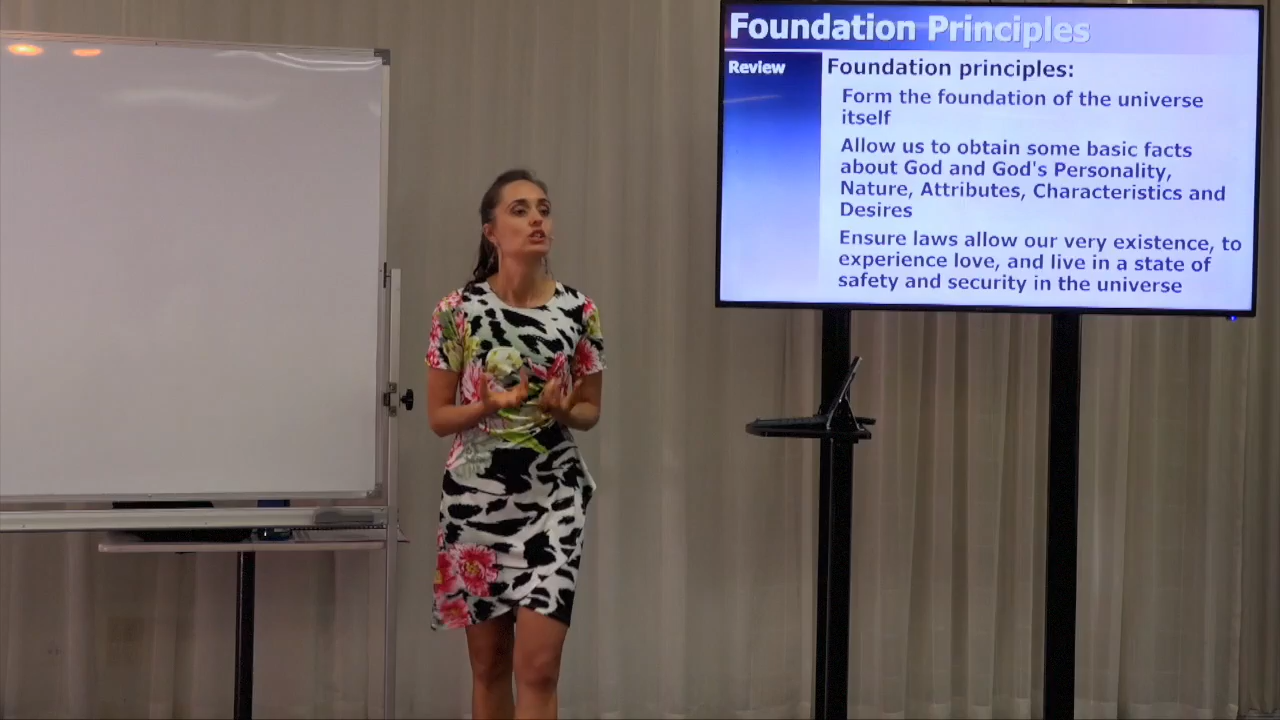 Foundation Principles
Review
Foundation principles:
Form the foundation of the universe
itself
Allow us to obtain some basic facts
about God and God's Personality,
Nature, Attributes, Characteristics and
Desires
Ensure laws allow our very existence, to
experience love, and live in a state of
safety and security in the universe